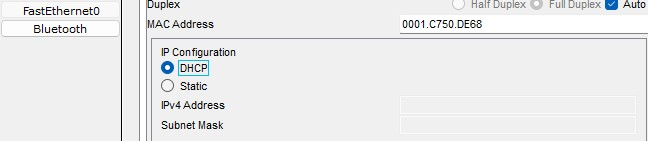 FastEthernet0
Bluetooth
Duplex Half Duplex Full Duplex Auto
MAC Address 0001.C750.DE68
IP Configuration
DHCP
Static
IPv4 Address
Subnet Mask